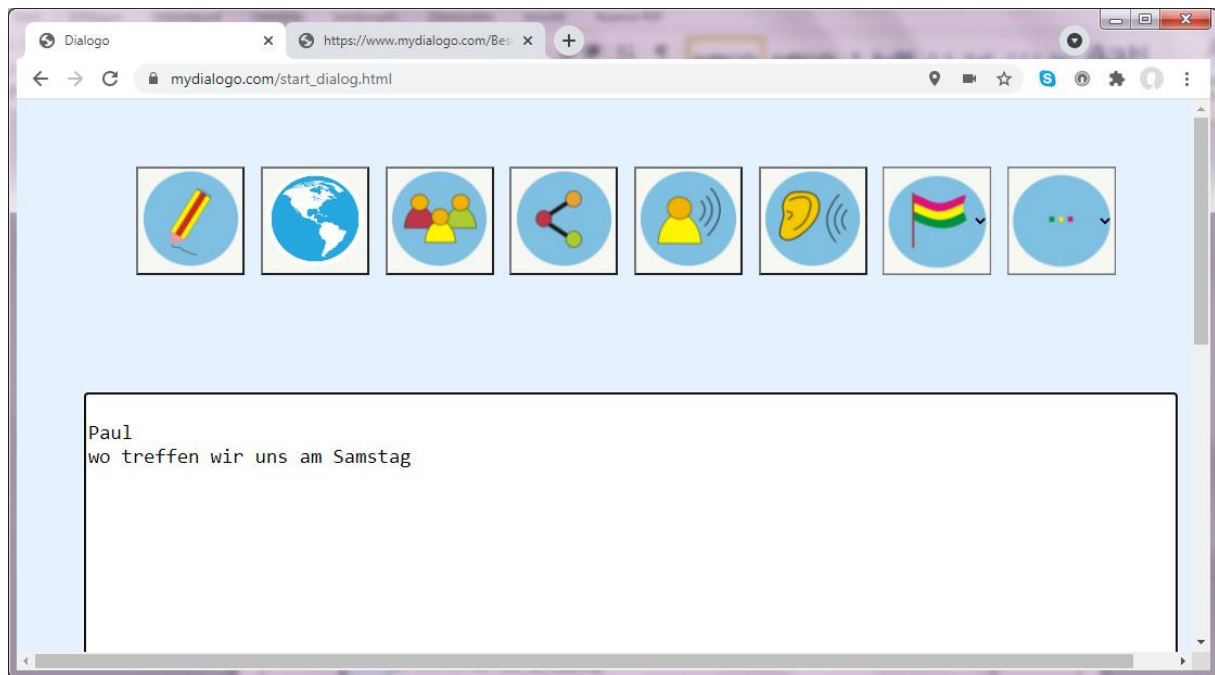 Dialogo
https://www.mydialogo.com/Bes
mydialogo.com/start_dialog.html
Paul
wo treffen wir uns am Samstag